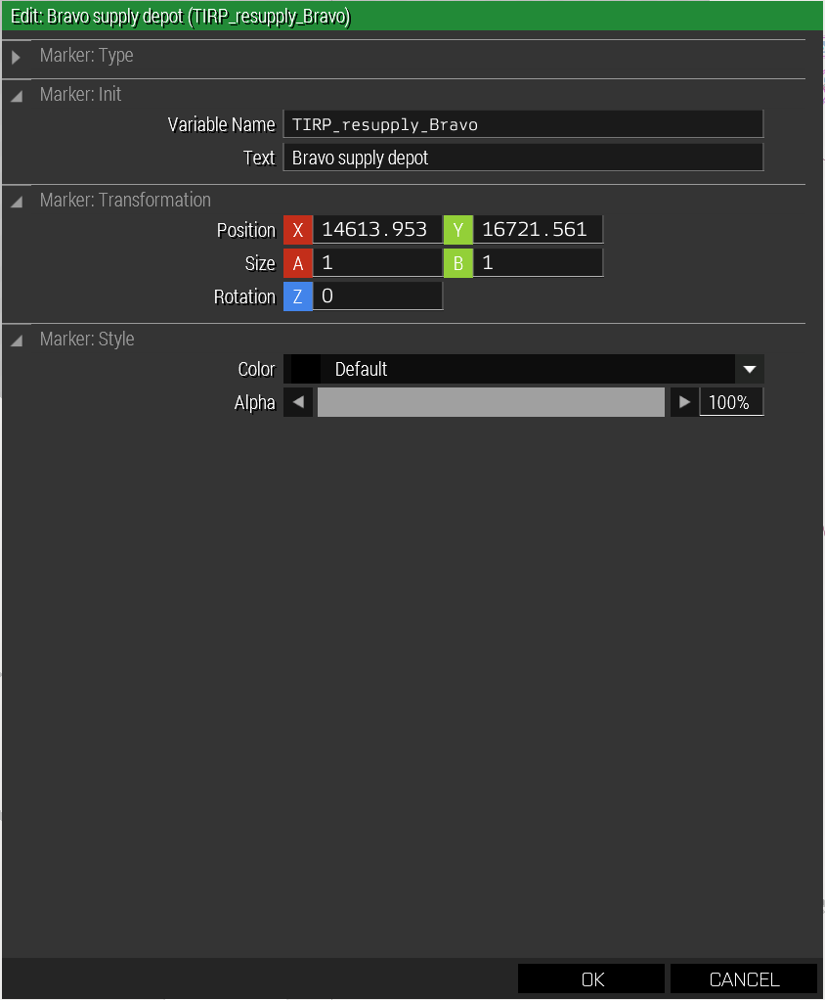 Edit: Bravo supply depot (TIRP_resupply_Bravo)
Marker: Type
Marker: Init
Variable Name TIRP_resupply_Bravo
Text Bravo supply depot
Marker: Transformation
Position X 14613.953 Y 16721.561
Size A 1 B 1
Rotation Z 0
Marker: Style
Color Default
Alpha 100%
OK CANCEL